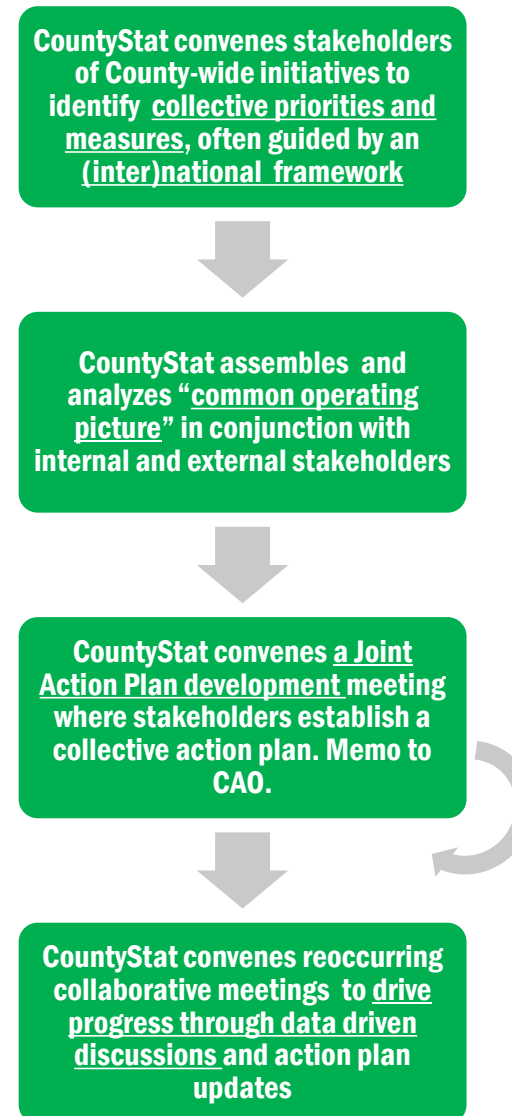 CountyStat convenes stakeholders
of County-wide initiatives to
identify collective priorities and
measures, often guided by an
(inter)national framework
CountyStat assembles and
analyzes “common operating
picture” in conjunction with
internal and external stakeholders
CountyStat convenes a Joint
Action Plan development meeting
where stakeholders establish a
collective action plan. Memo to
CAO.
CountyStat convenes reoccurring
collaborative meetings to drive
progress through data driven
discussions and action plan
updates